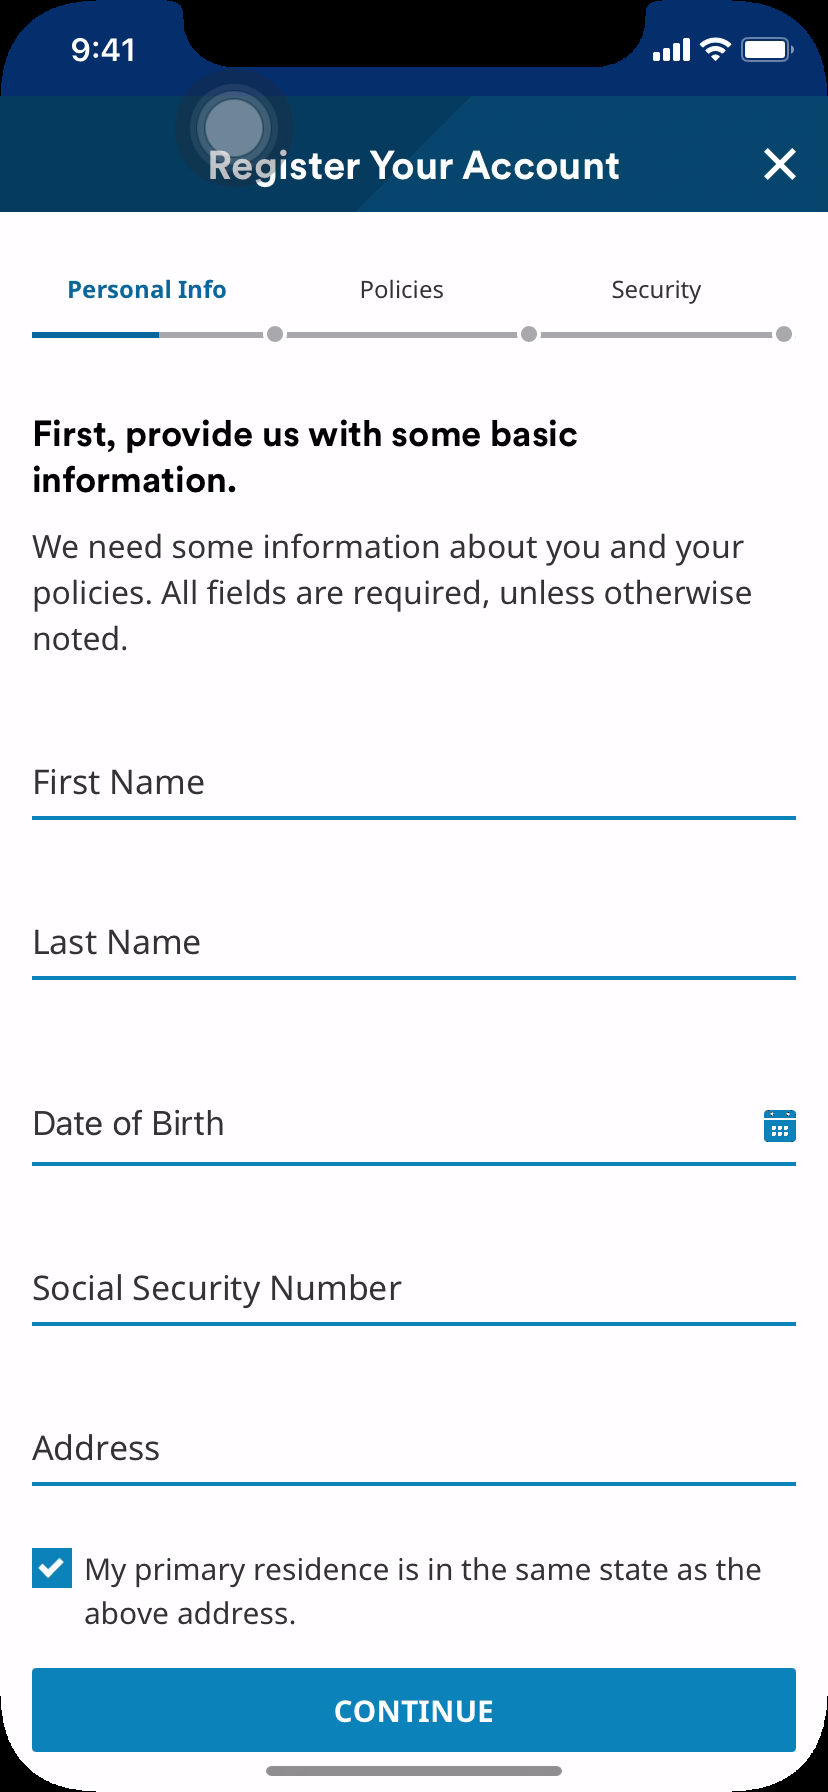 9:41
Register Your Account
Personal Info
Policies
Security
First, provide us with some basic
information.
We need some information about you and your
policies. All fields are required, unless otherwise
noted.
First Name
Last Name
Date of Birth
Social Security Number
Address
My primary residence is in the same state as the
above address.
CONTINUE